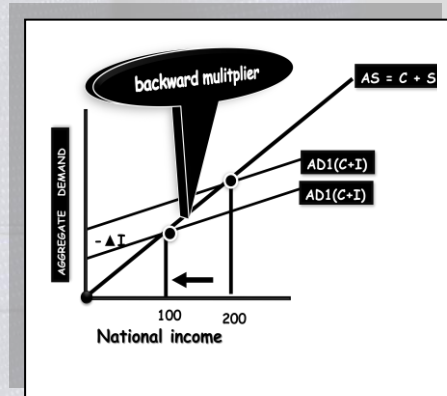 backward mulitplier
AS = C + S
AD1(C+I)
AD1(C+I)
AGGREGATE DEMAND
-▲I
100
200
National income